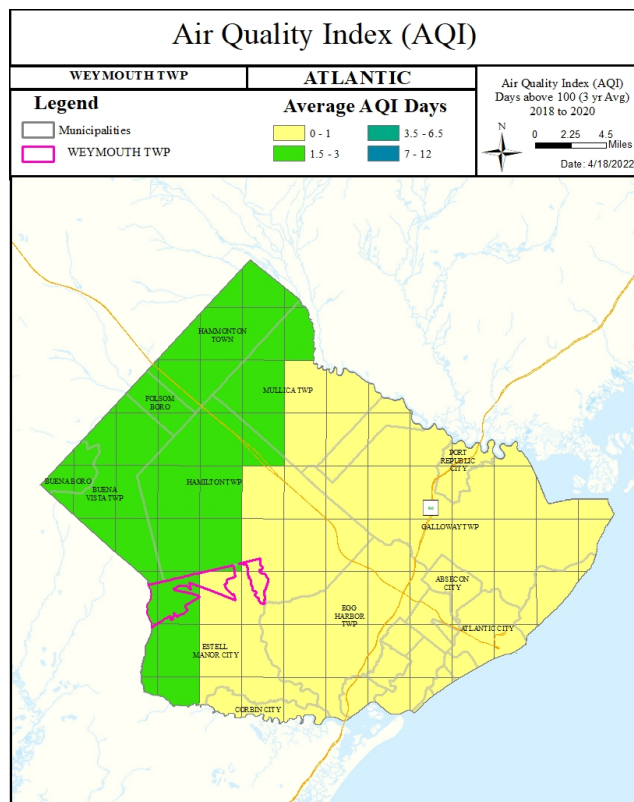 Air Quality Index (AQI)
WEYMOUTH TWP
ATLANTIC
Legend
Municipalities
WEYMOUTH TWP
Average AQI Days
0 - 1
1.5 - 3
3.5 - 6.5
7 - 12
Air Quality Index (AQI)
Days above 100 (3 yr Avg)
2018 to 2020
N
0 2.25 4.5
Miles
Date: 4/18/2022
HAMMONTON
TOWN
MULLICA TWP
FOLSOM
BORO
PORT
REPUBLIC
CITY
BUENA BORO
BUENA
VISTA TWP
HAMILTON TWP
GALLOWAY TWP
ABSECON
CITY
EGG
HARBOR
TWP
ATLANTIC CITY
ESTELL
MANOR CITY
CORBIN CITY